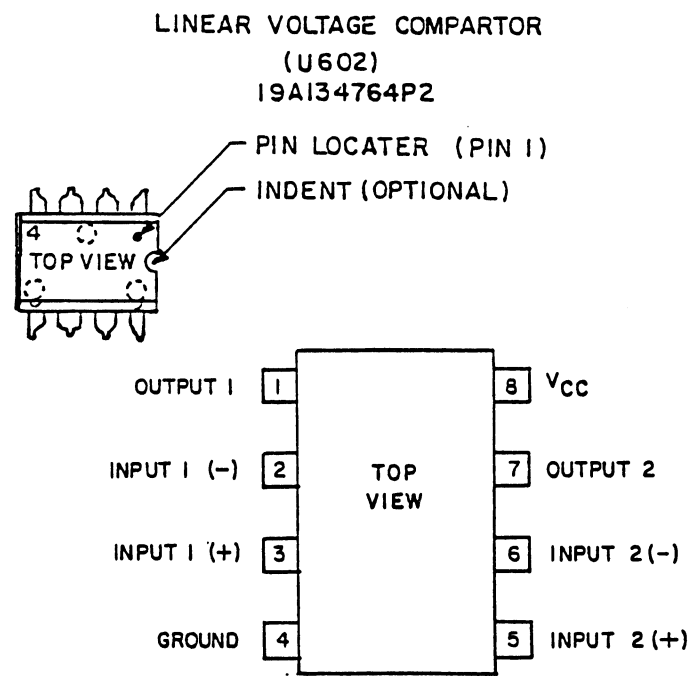 LINEAR VOLTAGE COMPARTOR
(U602)
19A134764P2
PIN LOCATER (PIN 1)
INDENT (OPTIONAL)
4
TOP VIEW
OUTPUT 1
1
8
VCC
INPUT 1 (-)
2
TOP
VIEW
7
OUTPUT 2
INPUT 1 (+)
3
6
INPUT 2 (-)
GROUND
4
5
INPUT 2 (+)